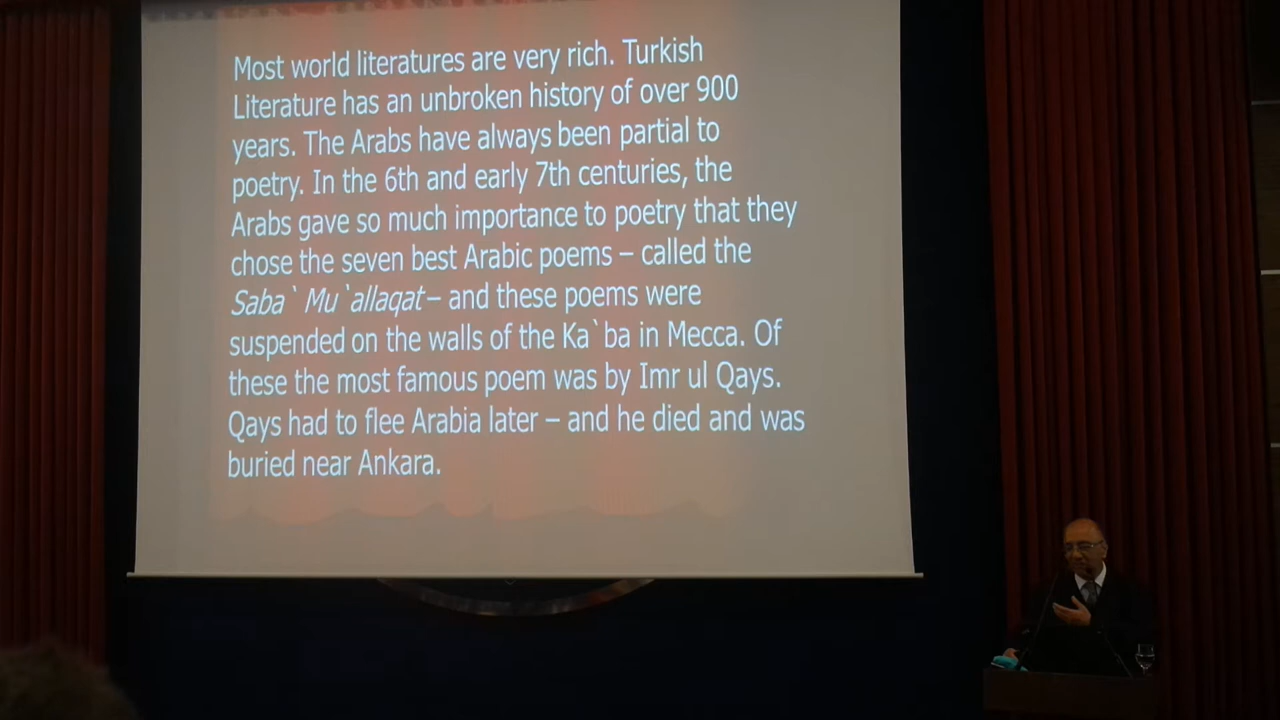 Most world literatures are very rich. Turkish
Literature has an unbroken history of over 900
years. The Arabs have always been partial to
poetry. In the 6th and early 7th centuries, the
Arabs gave so much importance to poetry that they
chose the seven best Arabic poems – called the
Saba` Mu`allaqat – and these poems were
suspended on the walls of the Ka`ba in Mecca. Of
these the most famous poem was by Imr ul Qays.
Qays had to flee Arabia later – and he died and was
buried near Ankara.